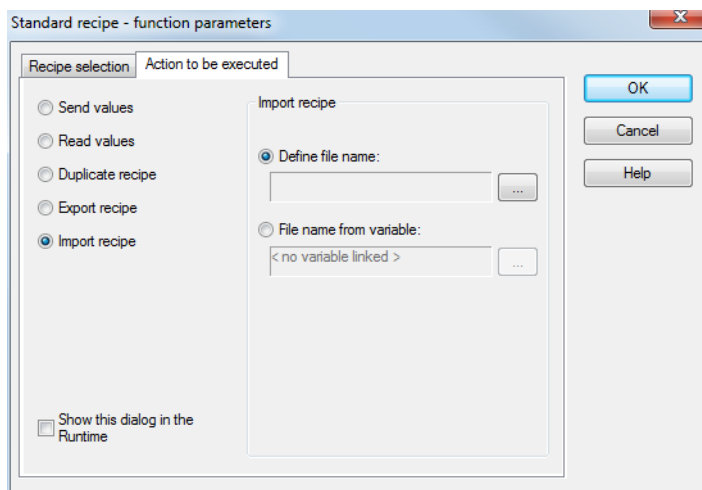 Standard recipe - function parameters
X
Recipe selection
Action to be executed
Send values
Read values
Duplicate recipe
Export recipe
Import recipe
Show this dialog in the
Runtime
Import recipe
Define file name:
...
File name from variable:
< no variable linked >
...
OK
Cancel
Help